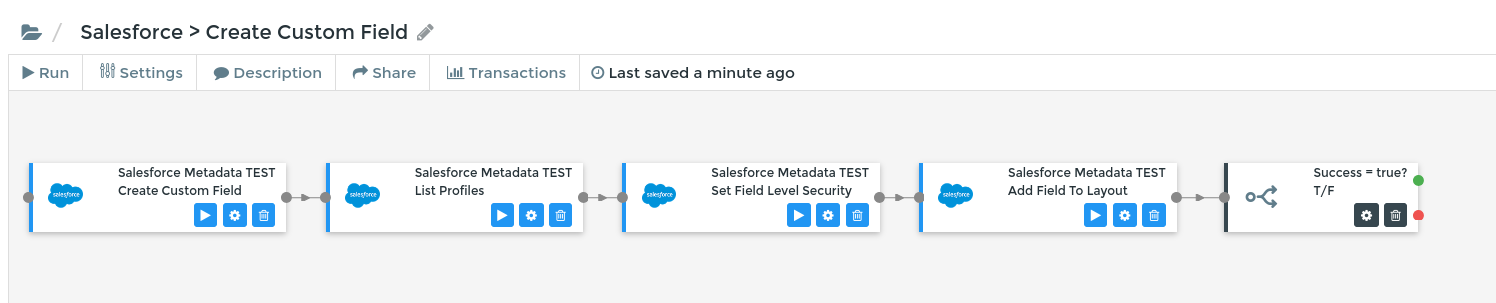 / Salesforce > Create Custom Field
Run Settings Description Share Transactions Last saved a minute ago
Salesforce Metadata TEST
Create Custom Field
salesforce
Salesforce Metadata TEST
List Profiles
salesforce
Salesforce Metadata TEST
Set Field Level Security
salesforce
Salesforce Metadata TEST
Add Field To Layout
salesforce
Success = true?
T/F